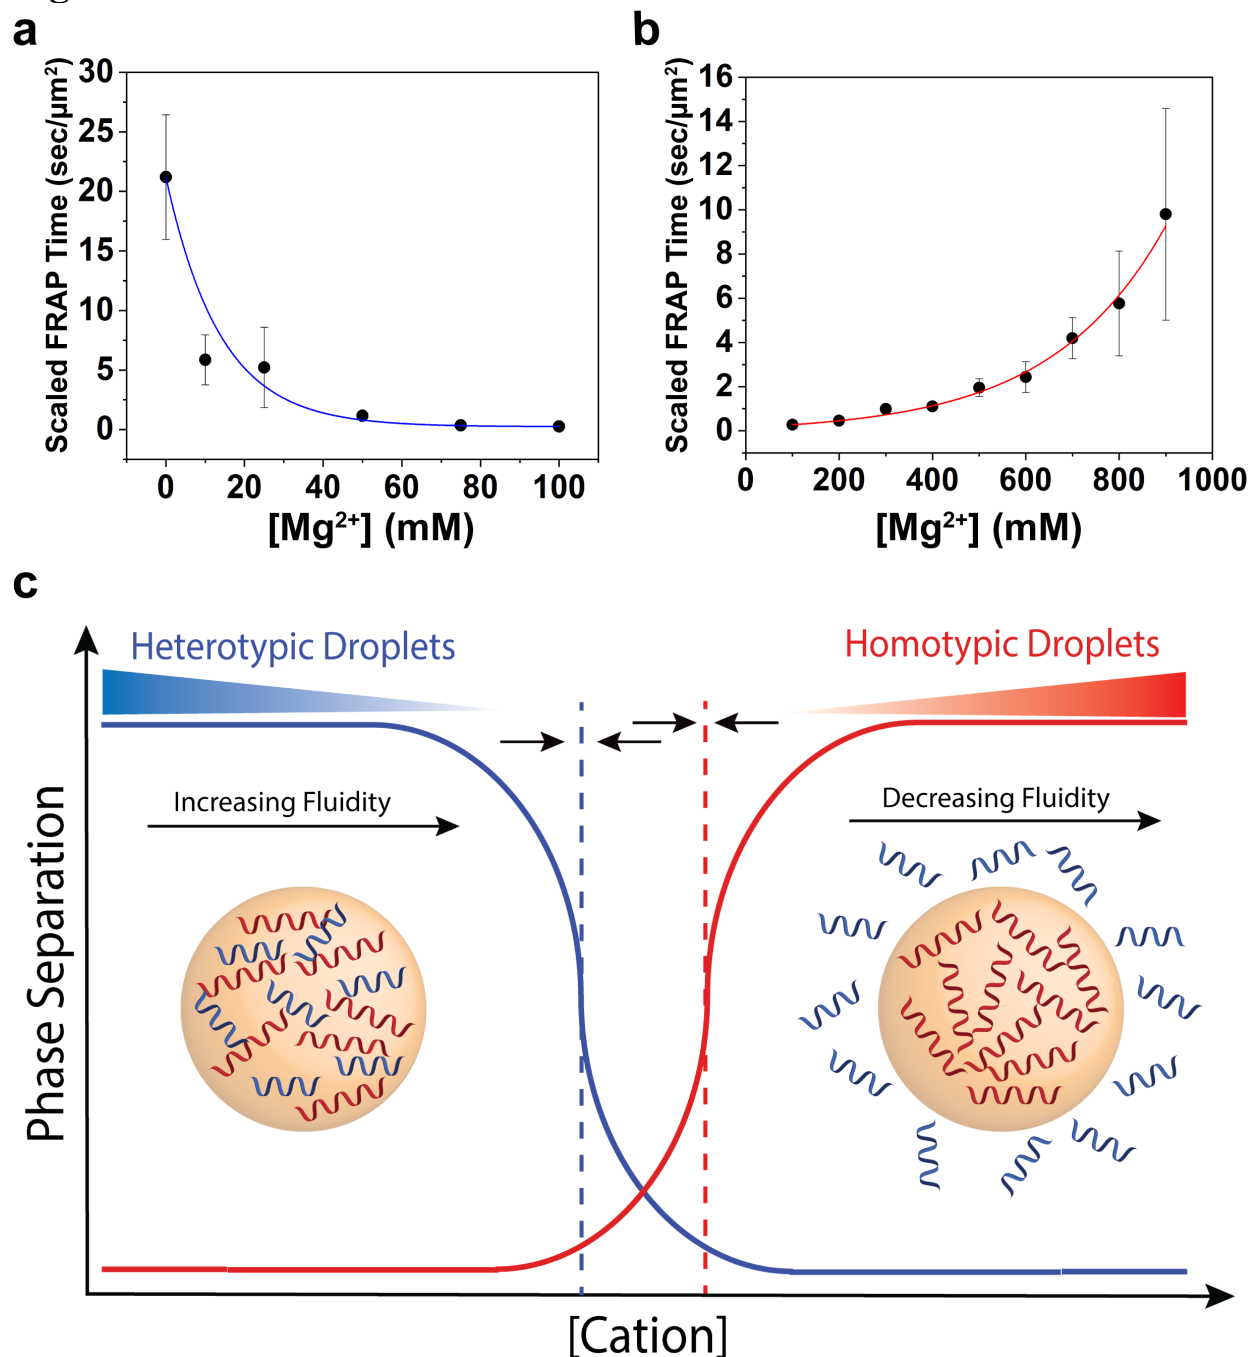 a
b
Scaled FRAP Time (sec/µm²)
30
25
20
15
10
5
0
0 20 40 60 80 100
[Mg²⁺] (mM)
Scaled FRAP Time (sec/µm²)
16
14
12
10
8
6
4
2
0
0 200 400 600 800 1000
[Mg²⁺] (mM)
c
Heterotypic Droplets
Homotypic Droplets
Increasing Fluidity
Decreasing Fluidity
Phase Separation
[Cation]